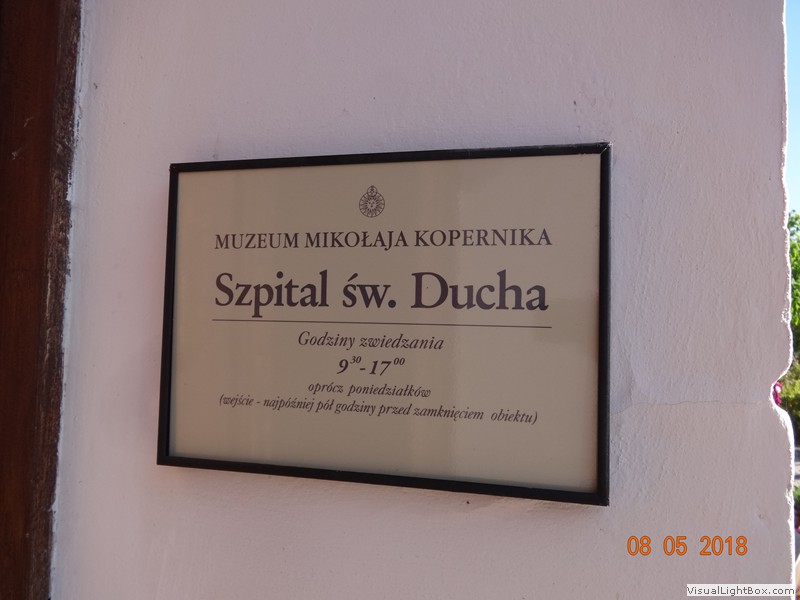 MUZEUM MIKOŁAJA KOPERNIKA
Szpital św. Ducha
Godziny zwiedzania
9³⁰-17⁰⁰
oprócz poniedziałków
(wejście - najpóźniej pół godziny przed zamknięciem obiektu)
08 05 2018
VisualLightBox.com